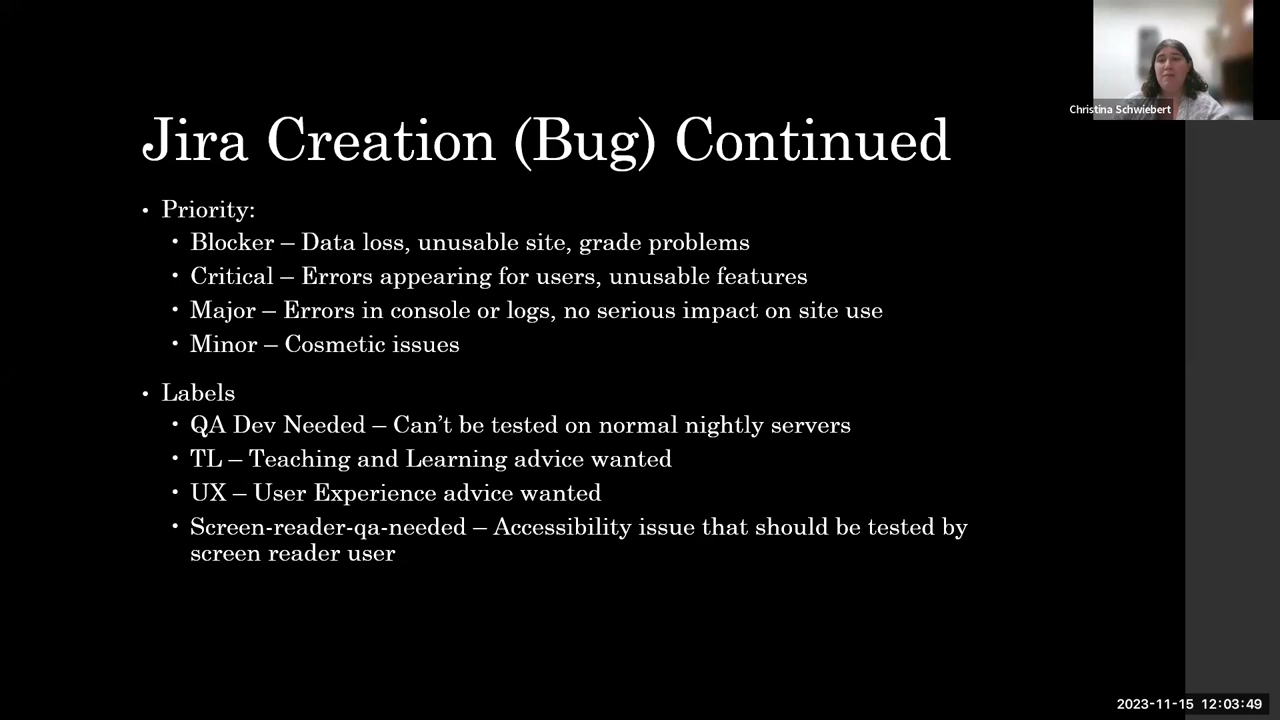 Christina Schwiebert
Jira Creation (Bug) Continued
• Priority:
• Blocker – Data loss, unusable site, grade problems
• Critical – Errors appearing for users, unusable features
• Major – Errors in console or logs, no serious impact on site use
• Minor – Cosmetic issues
• Labels
• QA Dev Needed – Can’t be tested on normal nightly servers
• TL – Teaching and Learning advice wanted
• UX – User Experience advice wanted
• Screen-reader-qa-needed – Accessibility issue that should be tested by
screen reader user
2023-11-15 12:03:49